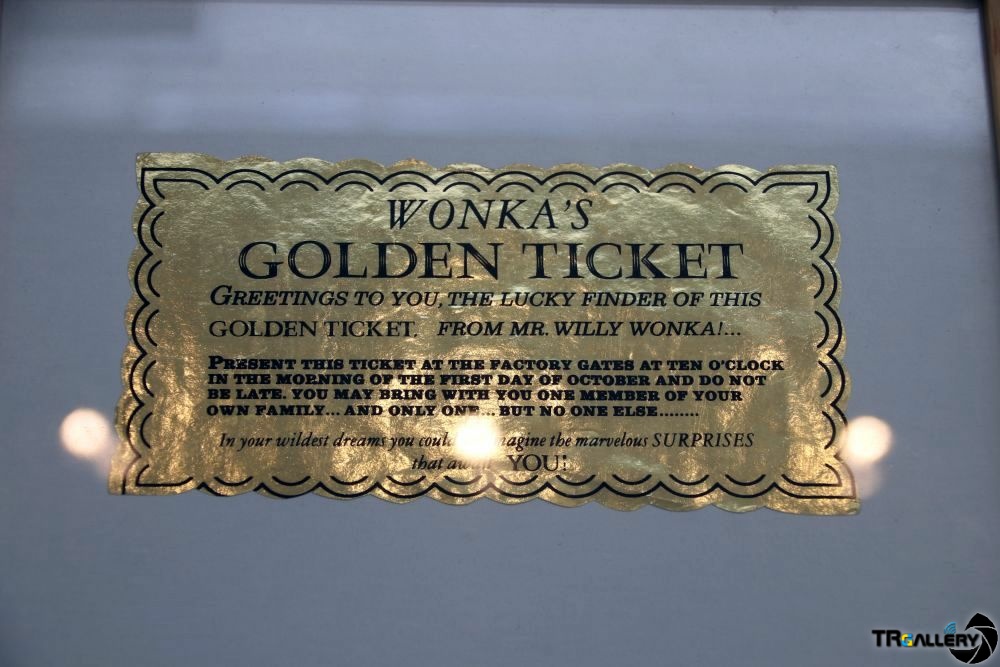 WONKA'S
GOLDEN TICKET
GREETINGS TO YOU, THE LUCKY FINDER OF THIS
GOLDEN TICKET, FROM MR. WILLY WONKA!...
PRESENT THIS TICKET AT THE FACTORY GATES AT TEN O'CLOCK
IN THE MORNING OF THE FIRST DAY OF OCTOBER AND DO NOT
BE LATE. YOU MAY BRING WITH YOU ONE MEMBER OF YOUR
OWN FAMILY... AND ONLY ONE... BUT NO ONE ELSE........
In your wildest dreams you could the marvelous SURPRISES
that YOU!
TRGALLERY